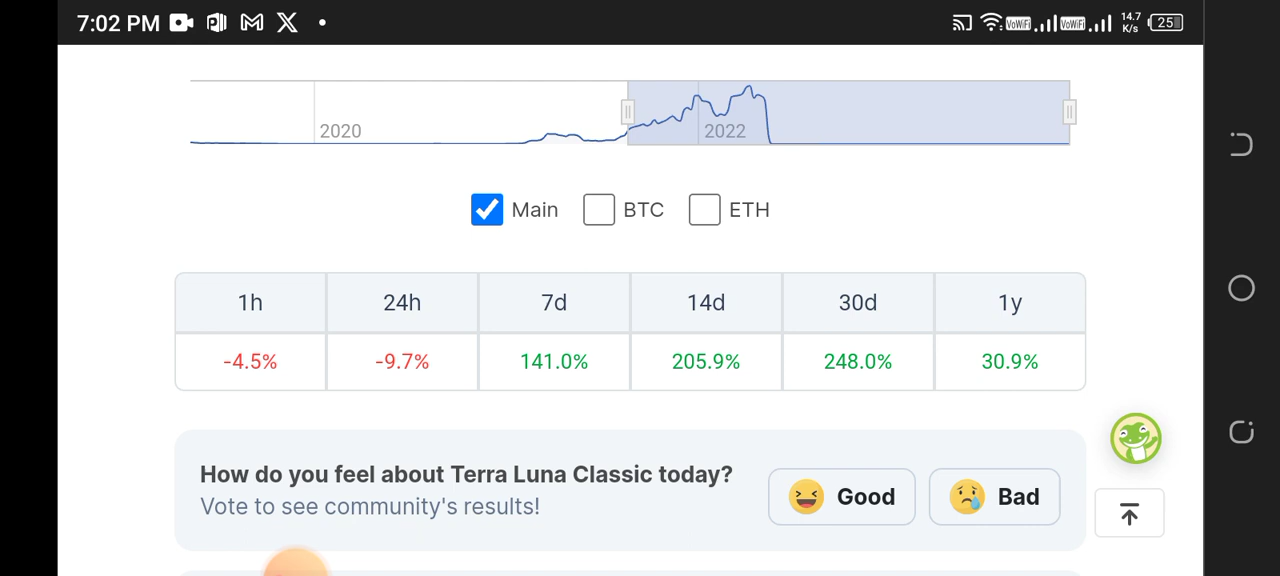 7:02 PM
VoWiFi VoWiFi 14.7 K/s 25
2020 2022
Main BTC ETH
1h 24h 7d 14d 30d 1y
-4.5% -9.7% 141.0% 205.9% 248.0% 30.9%
How do you feel about Terra Luna Classic today?
Vote to see community's results!
Good Bad